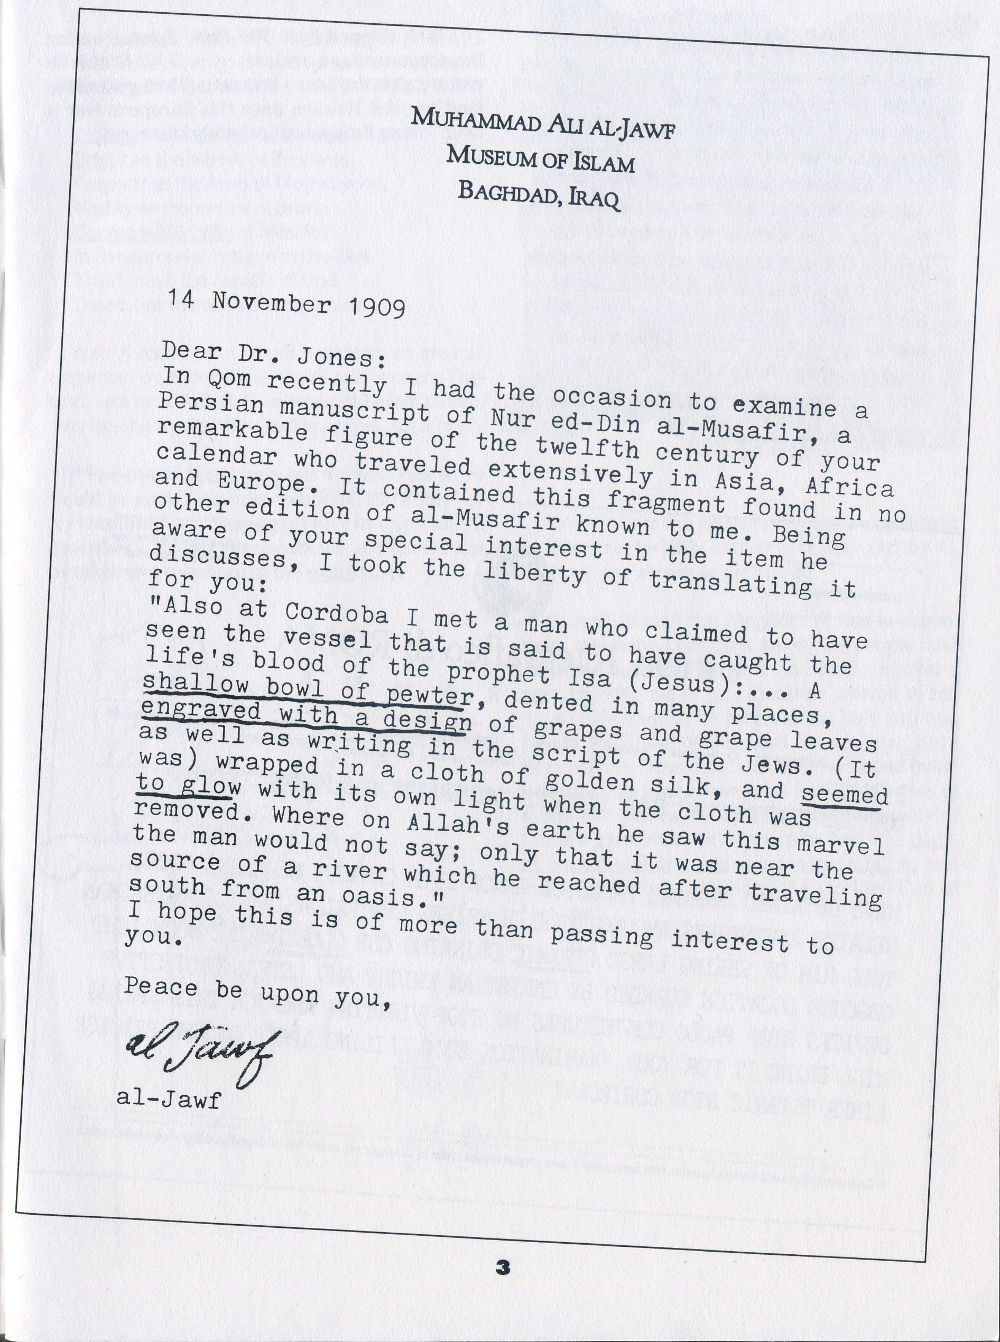 MUHAMMAD ALI AL-JAWF
MUSEUM OF ISLAM
BAGHDAD, IRAQ
14 November 1909
Dear Dr. Jones:
In Qom recently I had the occasion to examine a
Persian manuscript of Nur ed-Din al-Musafir, a
remarkable figure of the twelfth century of your
calendar who traveled extensively in Asia, Africa
and Europe. It contained this fragment found in no
other edition of al-Musafir known to me. Being
aware of your special interest in the item he
discusses, I took the liberty of translating it
for you:
"Also at Cordoba I met a man who claimed to have
seen the vessel that is said to have caught the
life's blood of the prophet Isa (Jesus):... A
shallow bowl of pewter, dented in many places,
engraved with a design of grapes and grape leaves
as well as writing in the script of the Jews. (It
was) wrapped in a cloth of golden silk, and seemed
to glow with its own light when the cloth was
removed. Where on Allah's earth he saw this marvel
the man would not say; only that it was near the
source of a river which he reached after traveling
south from an oasis."
I hope this is of more than passing interest to
you.
Peace be upon you,
al Jawf
al-Jawf
3